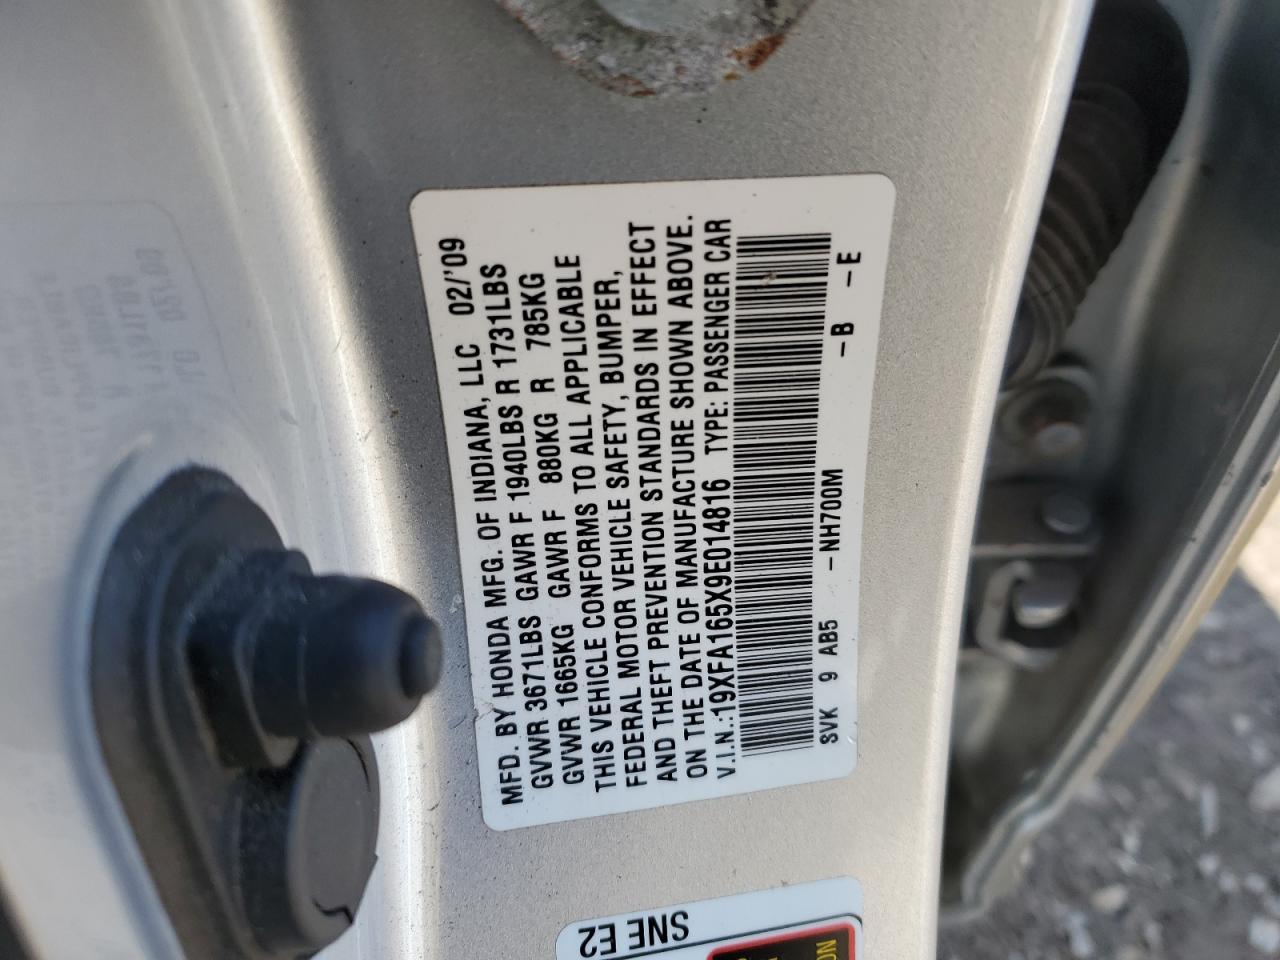 MFD. BY HONDA MFG. OF INDIANA, LLC 02/'09
GVWR 3671LBS GAWR F 1940LBS R 1731LBS
GVWR 1665KG GAWR F 880KG R 785KG
THIS VEHICLE CONFORMS TO ALL APPLICABLE
FEDERAL MOTOR VEHICLE SAFETY, BUMPER,
AND THEFT PREVENTION STANDARDS IN EFFECT
ON THE DATE OF MANUFACTURE SHOWN ABOVE.
V.I.N.:19XFA165X9E014816 TYPE: PASSENGER CAR
SVK 9 AB5 -NH700M -B -E
SNE E2